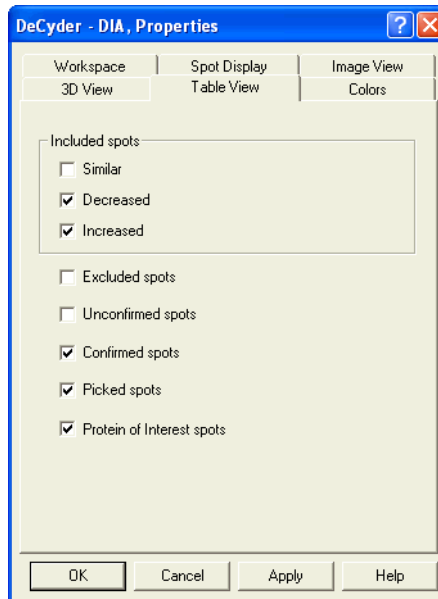 DeCyder - DIA, Properties
Workspace Spot Display Image View
3D View Table View Colors
Included spots
Similar
Decreased
Increased
Excluded spots
Unconfirmed spots
Confirmed spots
Picked spots
Protein of Interest spots
OK Cancel Apply Help